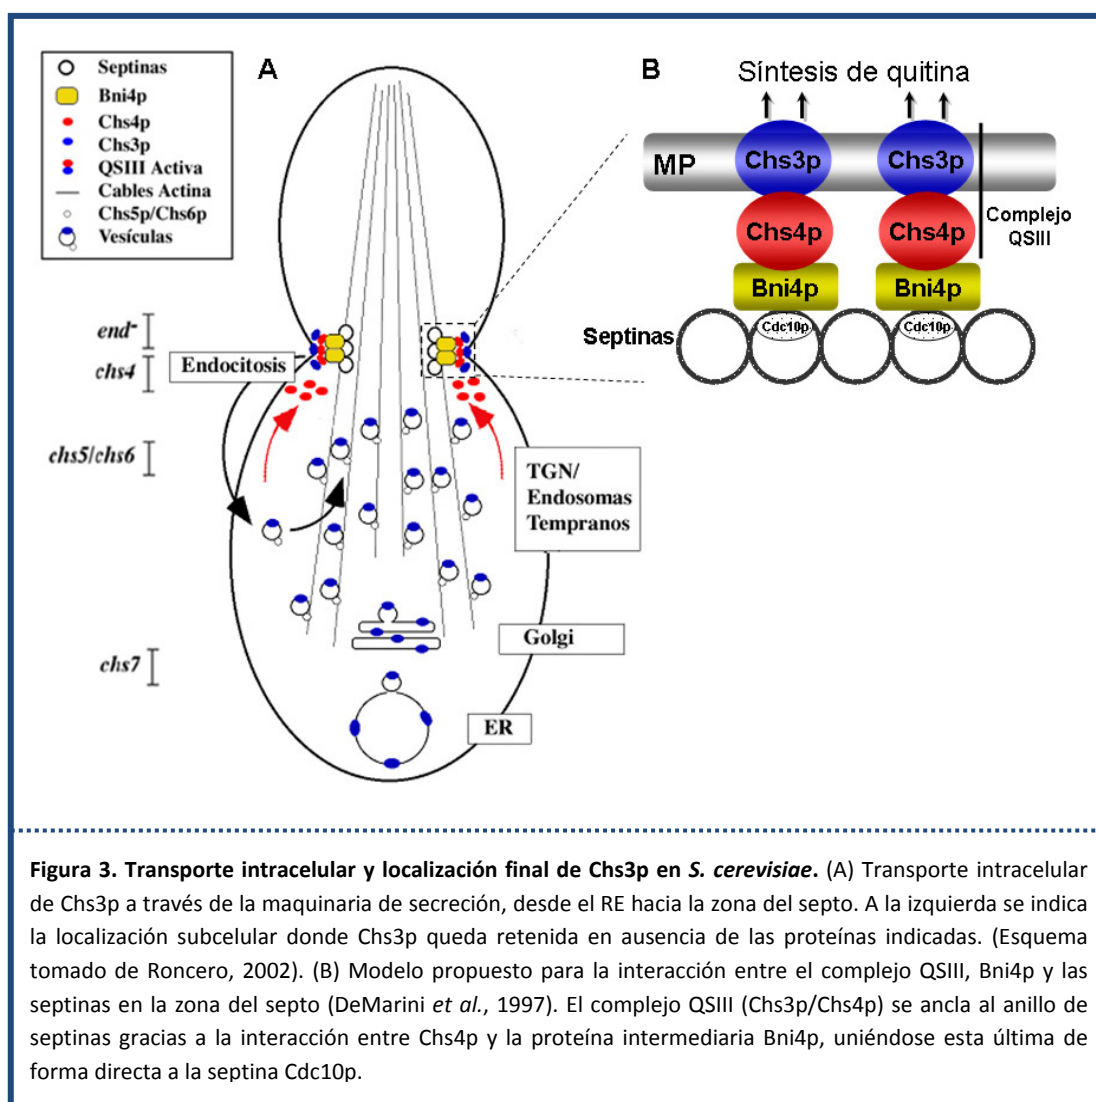 Septinas
Bni4p
Chs4p
Chs3p
QSIII Activa
Cables Actina
Chs5p/Chs6p
Vesículas
A
end-
chs4
chs5/chs6
chs7
Endocitosis
TGN/
Endosomas
Tempranos
Golgi
ER
B
Síntesis de quitina
MP
Chs3p
Chs3p
Chs4p
Chs4p
Complejo
QSIII
Bni4p
Bni4p
Septinas
Cdc10p
Cdc10p
Figura 3. Transporte intracelular y localización final de Chs3p en S. cerevisiae. (A) Transporte intracelular
de Chs3p a través de la maquinaria de secreción, desde el RE hacia la zona del septo. A la izquierda se indica
la localización subcelular donde Chs3p queda retenida en ausencia de las proteínas indicadas. (Esquema
tomado de Roncero, 2002). (B) Modelo propuesto para la interacción entre el complejo QSIII, Bni4p y las
septinas en la zona del septo (DeMarini et al., 1997). El complejo QSIII (Chs3p/Chs4p) se ancla al anillo de
septinas gracias a la interacción entre Chs4p y la proteína intermediaria Bni4p, uniéndose esta última de
forma directa a la septina Cdc10p.